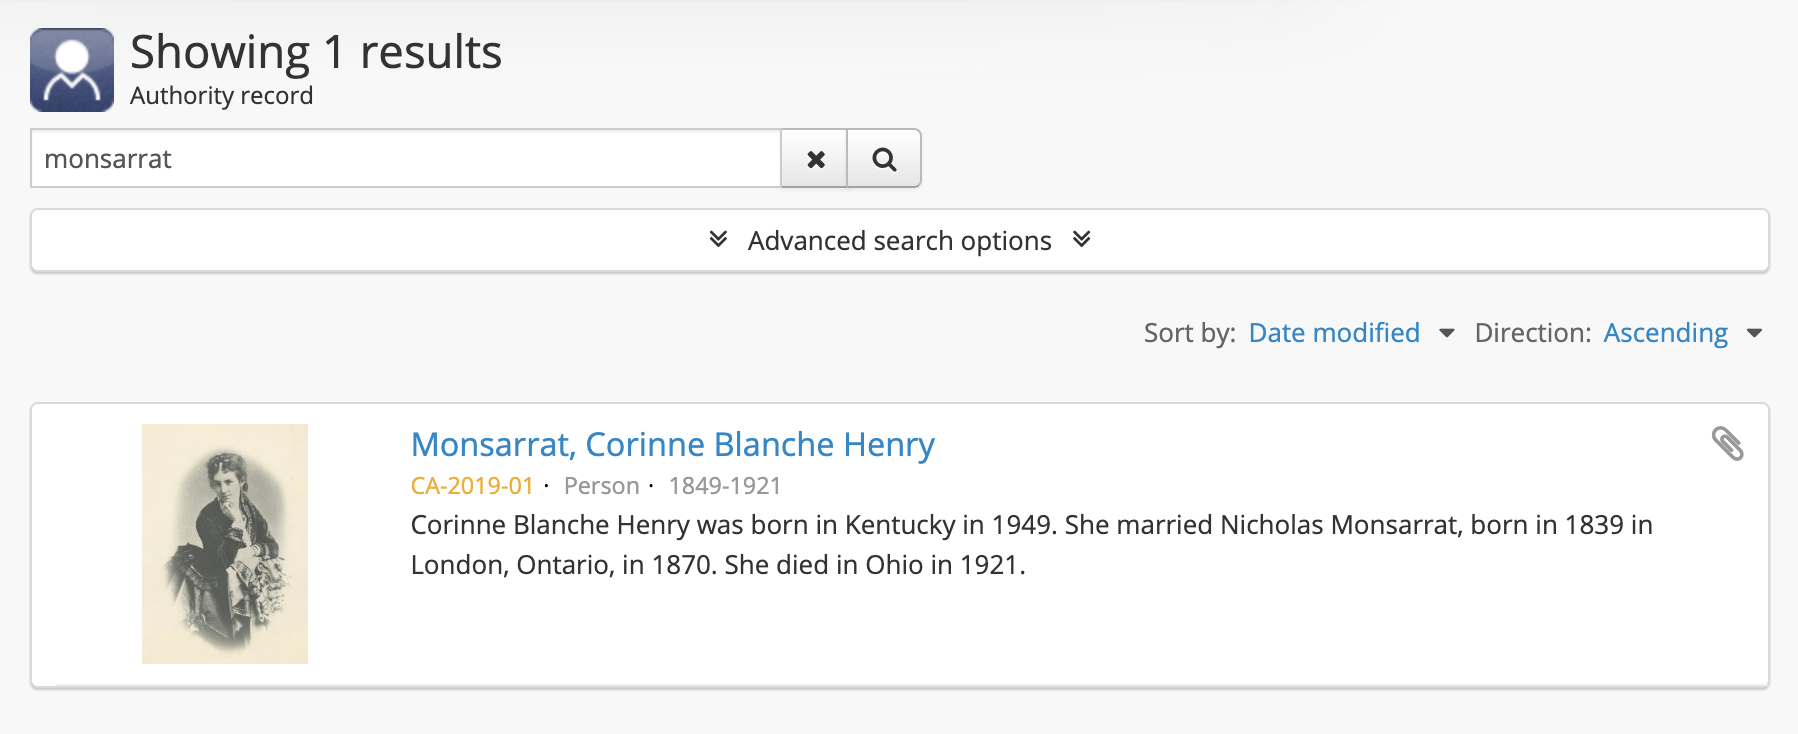 Showing 1 results
Authority record
monsarrat
Advanced search options
Sort by: Date modified Direction: Ascending
Monsarrat, Corinne Blanche Henry
CA-2019-01 · Person · 1849-1921
Corinne Blanche Henry was born in Kentucky in 1949. She married Nicholas Monsarrat, born in 1839 in
London, Ontario, in 1870. She died in Ohio in 1921.